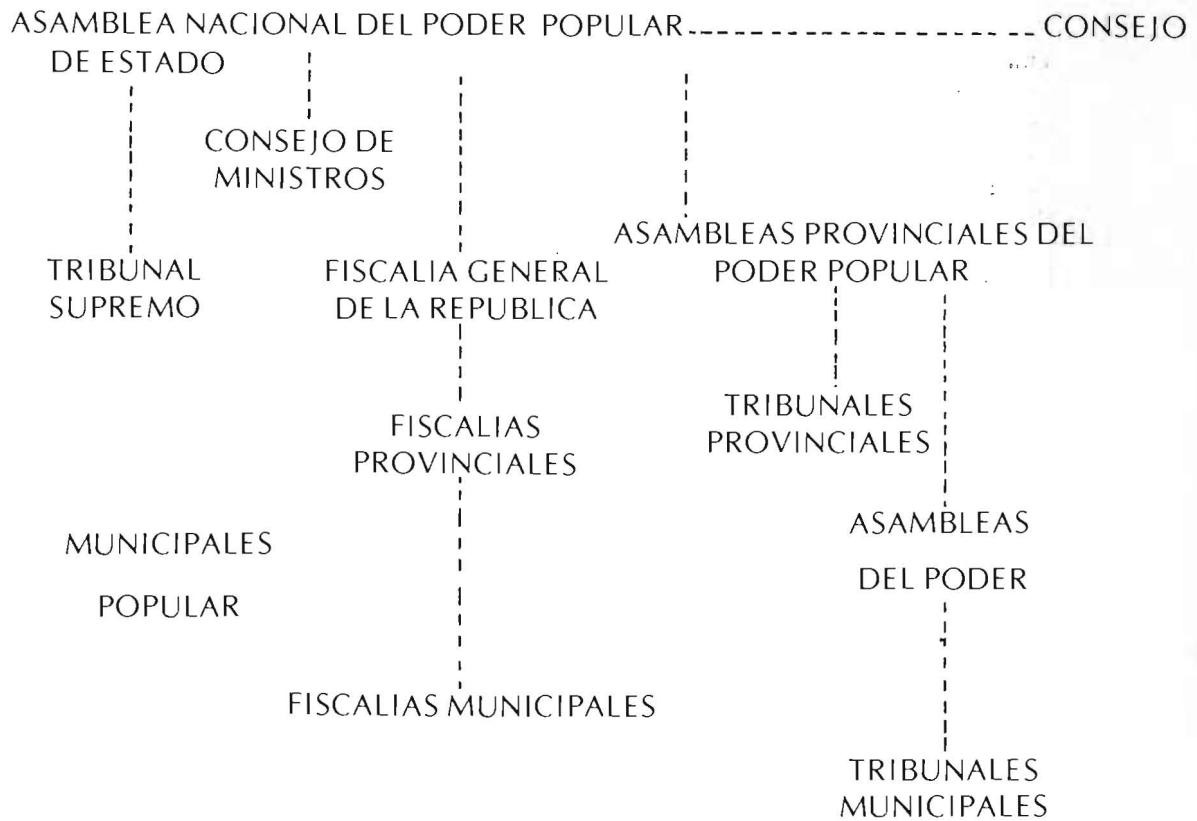 ASAMBLEA NACIONAL DEL PODER POPULAR CONSEJO
DE ESTADO
CONSEJO DE
MINISTROS
TRIBUNAL
SUPREMO
FISCALIA GENERAL
DE LA REPUBLICA
ASAMBLEAS PROVINCIALES DEL
PODER POPULAR
FISCALIAS
PROVINCIALES
TRIBUNALES
PROVINCIALES
MUNICIPALES
POPULAR
ASAMBLEAS
DEL PODER
FISCALIAS MUNICIPALES
TRIBUNALES
MUNICIPALES